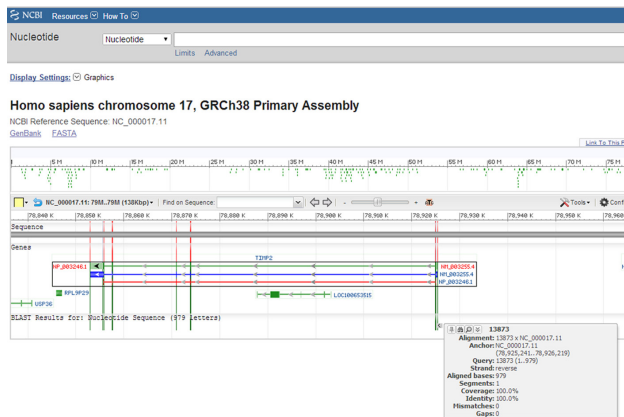 NCBI Resources How To
Nucleotide Nucleotide
Limits Advanced
Display Settings: Graphics
Homo sapiens chromosome 17, GRCh38 Primary Assembly
NCBI Reference Sequence: NC_000017.11
GenBank FASTA
Link To This
5 M 10 M 15 M 20 M 25 M 30 M 35 M 40 M 45 M 50 M 55 M 60 M 65 M 70 M 75 M
NC_000017.11: 79M..79M (138Kbp) Find on Sequence: Tools Conf
78,840 K 78,850 K 78,860 K 78,870 K 78,880 K 78,890 K 78,900 K 78,910 K 78,920 K 78,930 K 78,940 K 78,950 K 78,960
Sequence
Genes
TIMP2
NP_003246.1 NM_003255.4
NM_003255.4
NP_003246.1
RPL9P29 LOC100653515
USP36
BLAST Results for: Nucleotide Sequence (979 letters)
13873
Alignment: 13873 x NC_000017.11
Anchor: NC_000017.11
(78,925,241..78,926,219)
Query: 13873 (1..979)
Strand: reverse
Aligned bases: 979
Segments: 1
Coverage: 100.0%
Identity: 100.0%
Mismatches: 0
Gaps: 0